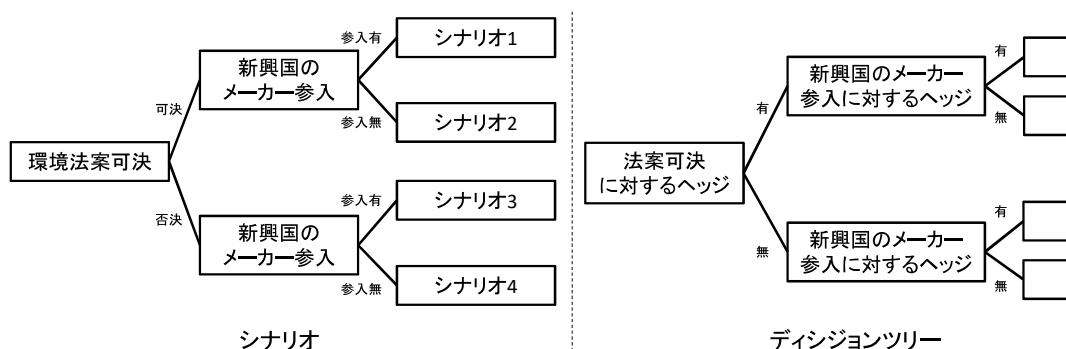 環境法案可決
可決
否決
新興国の
メーカー参入
新興国の
メーカー参入
参入有
参入無
参入有
参入無
シナリオ1
シナリオ2
シナリオ3
シナリオ4
シナリオ
法案可決
に対するヘッジ
有
無
新興国のメーカー
参入に対するヘッジ
新興国のメーカー
参入に対するヘッジ
有
無
有
無
ディシジョンツリー